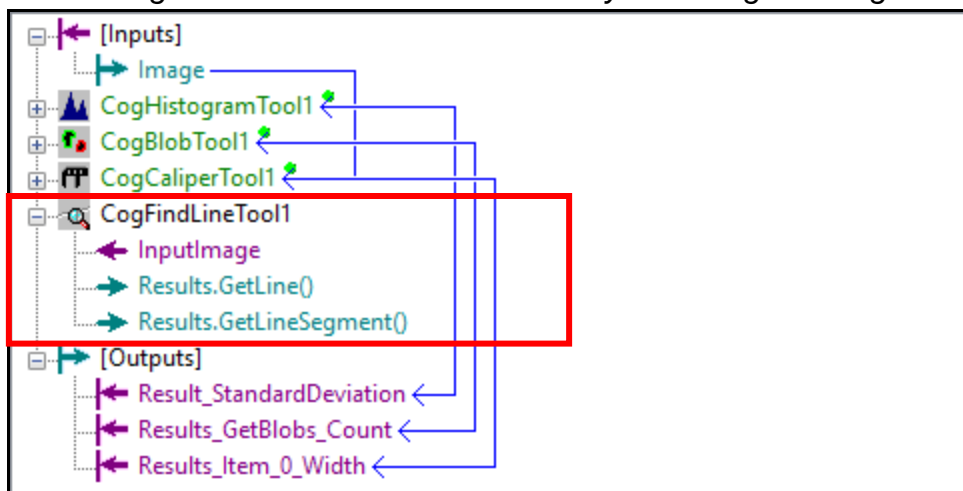 [Inputs]
Image
CogHistogramTool1
CogBlobTool1
CogCaliperTool1
CogFindLineTool1
InputImage
Results.GetLine()
Results.GetLineSegment()
[Outputs]
Result_StandardDeviation
Results_GetBlobs_Count
Results_Item_0_Width